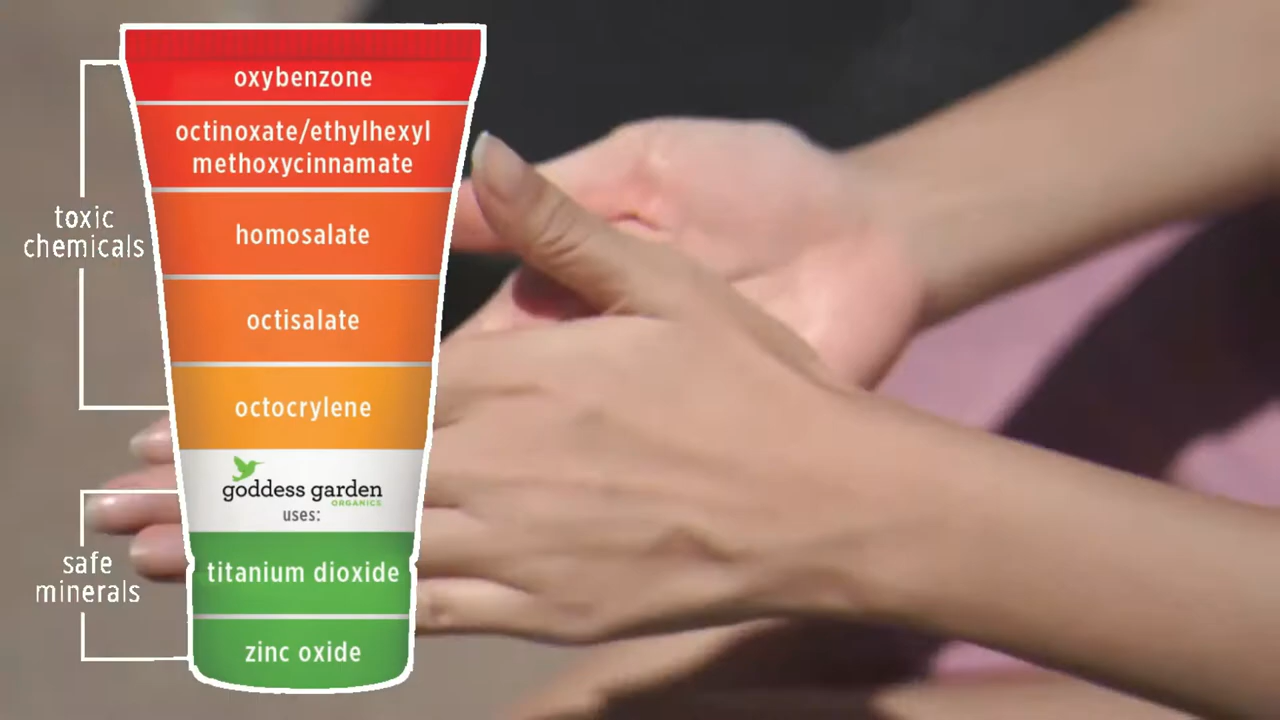 oxybenzone
octinoxate/ethylhexyl
methoxycinnamate
homosalate
octisalate
octocrylene
toxic
chemicals
goddess garden
ORGANICS
uses:
titanium dioxide
zinc oxide
safe
minerals